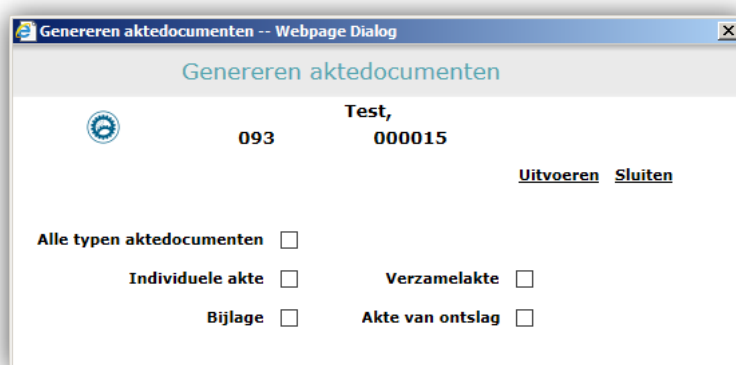 Genereren aktedocumenten -- Webpage Dialog
Genereren aktedocumenten
Test,
093 000015
Uitvoeren Sluiten
Alle typen aktedocumenten
Individuele akte Verzamelakte
Bijlage Akte van ontslag